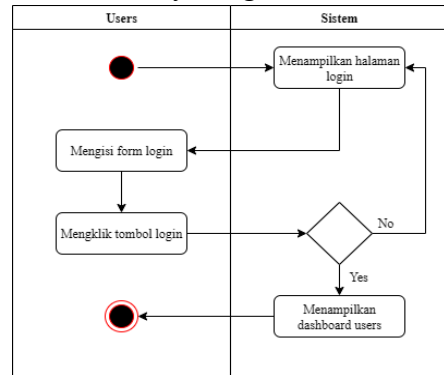 Users
Sistem
Menampilkan halaman
login
Mengisi form login
Mengklik tombol login
No
Yes
Menampilkan
dashboard users